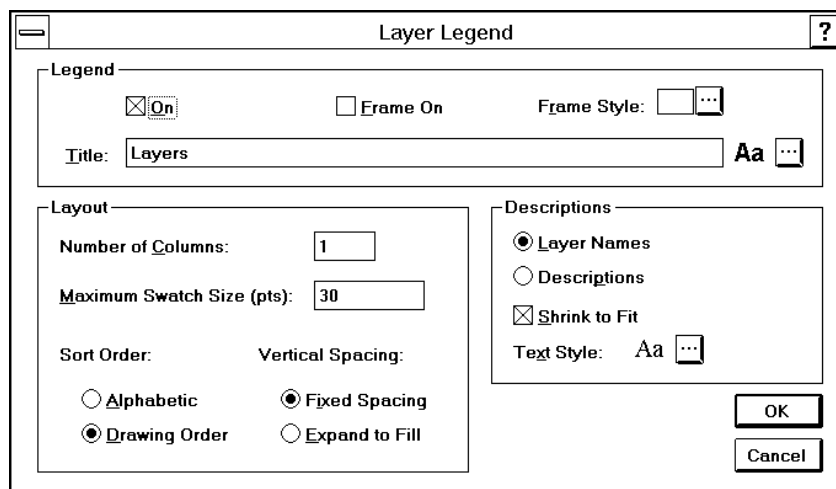 Layer Legend ?
Legend
On Frame On Frame Style: ...
Title: Layers Aa ...
Layout
Number of Columns: 1
Maximum Swatch Size (pts): 30
Sort Order: Vertical Spacing:
Alphabetic Fixed Spacing
Drawing Order Expand to Fill
Descriptions
Layer Names
Descriptions
Shrink to Fit
Text Style: Aa ...
OK
Cancel